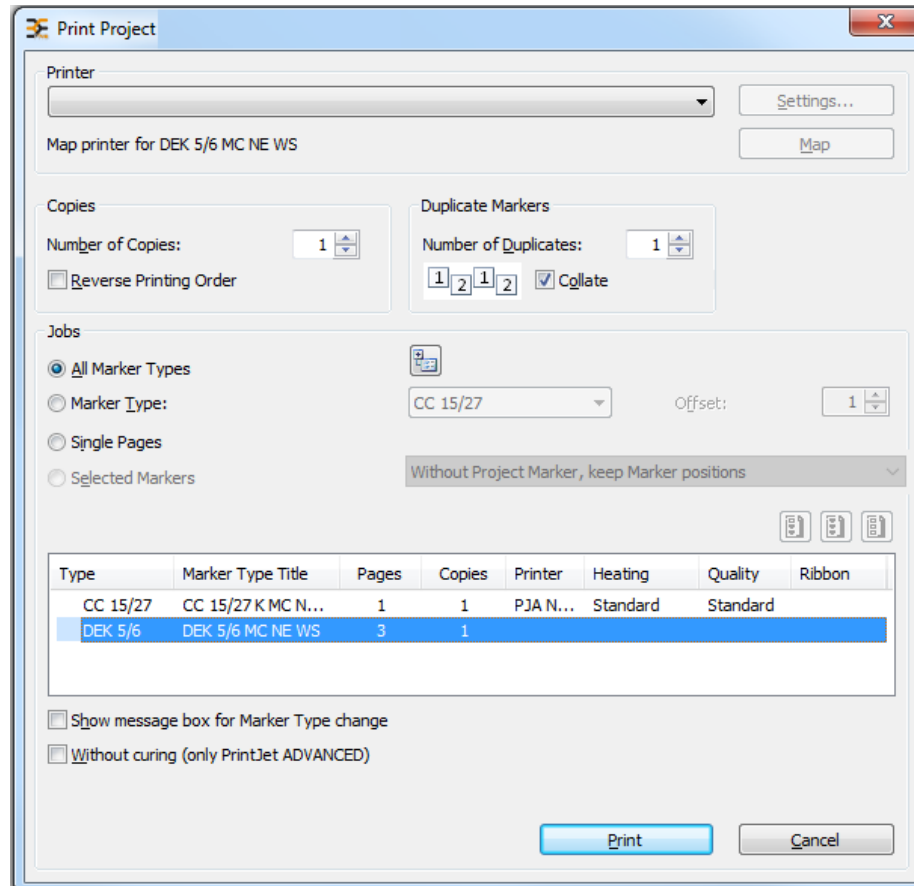 Print Project
Printer
Settings...
Map printer for DEK 5/6 MC NE WS
Map
Copies
Duplicate Markers
Number of Copies: 1
Number of Duplicates: 1
Reverse Printing Order
1 2 1 2 Collate
Jobs
All Marker Types
Marker Type: CC 15/27 Offset: 1
Single Pages
Selected Markers Without Project Marker, keep Marker positions
Type Marker Type Title Pages Copies Printer Heating Quality Ribbon
CC 15/27 CC 15/27 K MC N... 1 1 PJA N... Standard Standard
DEK 5/6 DEK 5/6 MC NE WS 3 1
Show message box for Marker Type change
Without curing (only PrintJet ADVANCED)
Print Cancel